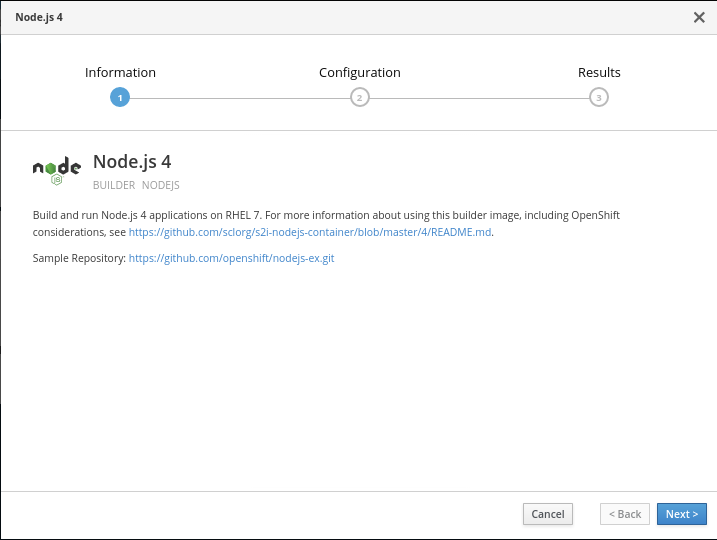 Node.js 4
Information
Configuration
Results
1
2
3
node
JS
Node.js 4
BUILDER NODEJS
Build and run Node.js 4 applications on RHEL 7. For more information about using this builder image, including OpenShift
considerations, see https://github.com/sclorg/s2i-nodejs-container/blob/master/4/README.md.
Sample Repository: https://github.com/openshift/nodejs-ex.git
Cancel
< Back
Next >